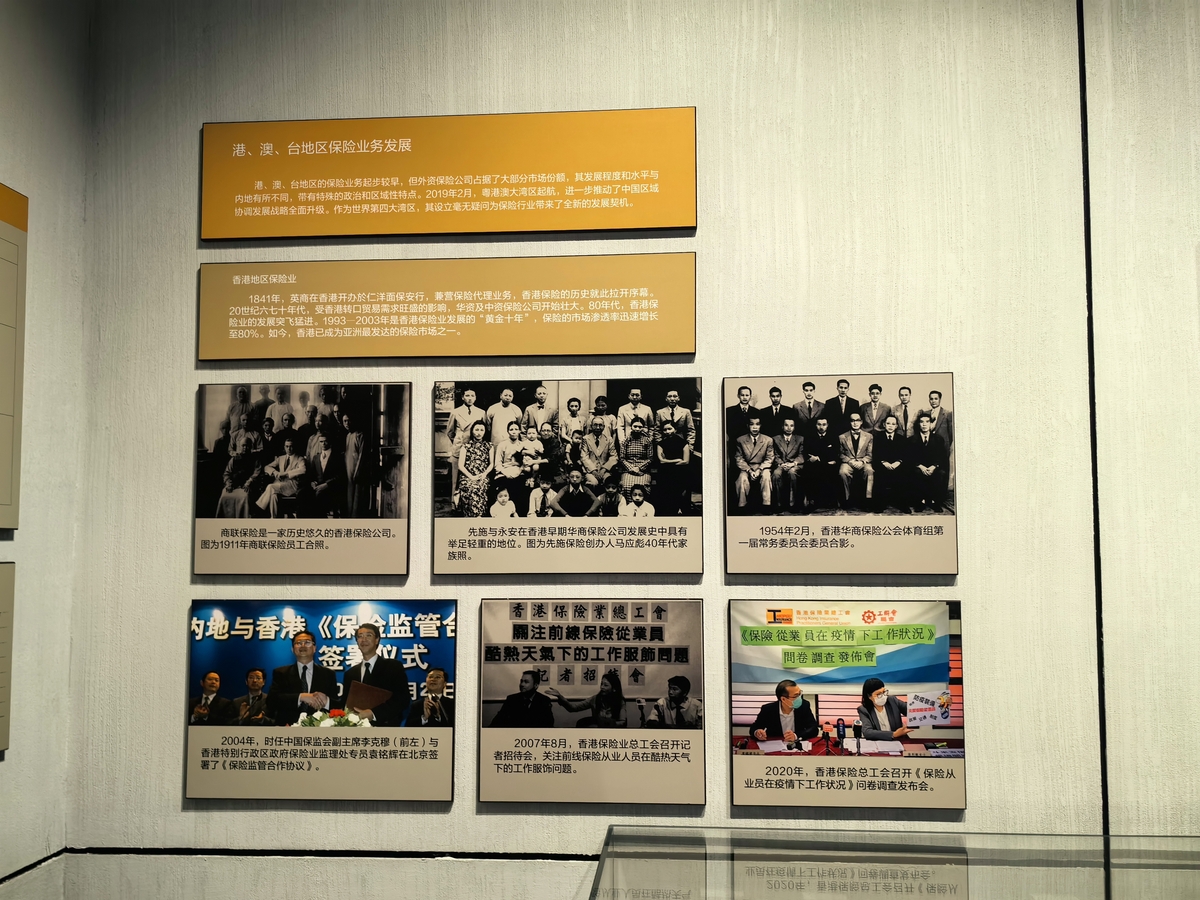 港、澳、台地区保险业务发展
港、澳、台地区的保险业务起步较早，但外资保险公司占据了大部分市场份额，其发展程度和水平与
内地有所不同，带有特殊的政治和区域性特点。2019年2月，粤港澳大湾区起航，进一步推动了中国区域
协调发展战略全面升级。作为世界第四大湾区，其设立毫无疑问为保险行业带来了全新的发展契机。
香港地区保险业
1841年，英商在香港开办於仁洋面保安行，兼营保险代理业务，香港保险的历史就此拉开序幕。
20世纪六七十年代，受香港转口贸易需求旺盛的影响，华资及中资保险公司开始壮大。80年代，香港保
险业的发展突飞猛进。1993—2003年是香港保险业发展的“黄金十年”，保险的市场渗透率迅速增长
至80%。如今，香港已成为亚洲最发达的保险市场之一。
商联保险是一家历史悠久的香港保险公司。
图为1911年商联保险员工合照。
先施与永安在香港早期华商保险公司发展史中具有
举足轻重的地位。图为先施保险创办人马应彪40年代家
族照。
1954年2月，香港华商保险公会体育组第
一届常务委员会委员合影。
内地与香港《保险监管合
签署仪式
2004年，时任中国保监会副主席李克穆（前左）与
香港特别行政区政府保险业监理处专员袁铭辉在北京签
署了《保险监管合作协议》。
香港保險業總工會
關注前線保險從業員
酷熱天氣下的工作服飾問題
記者招待會
2007年8月，香港保险业总工会召开记
者招待会，关注前线保险从业人员在酷热天气
下的工作服饰问题。
《保險從業員在疫情下工作狀況》
問卷調查發佈會
2020年，香港保险总工会召开《保险从
业员在疫情下工作状况》问卷调查发布会。